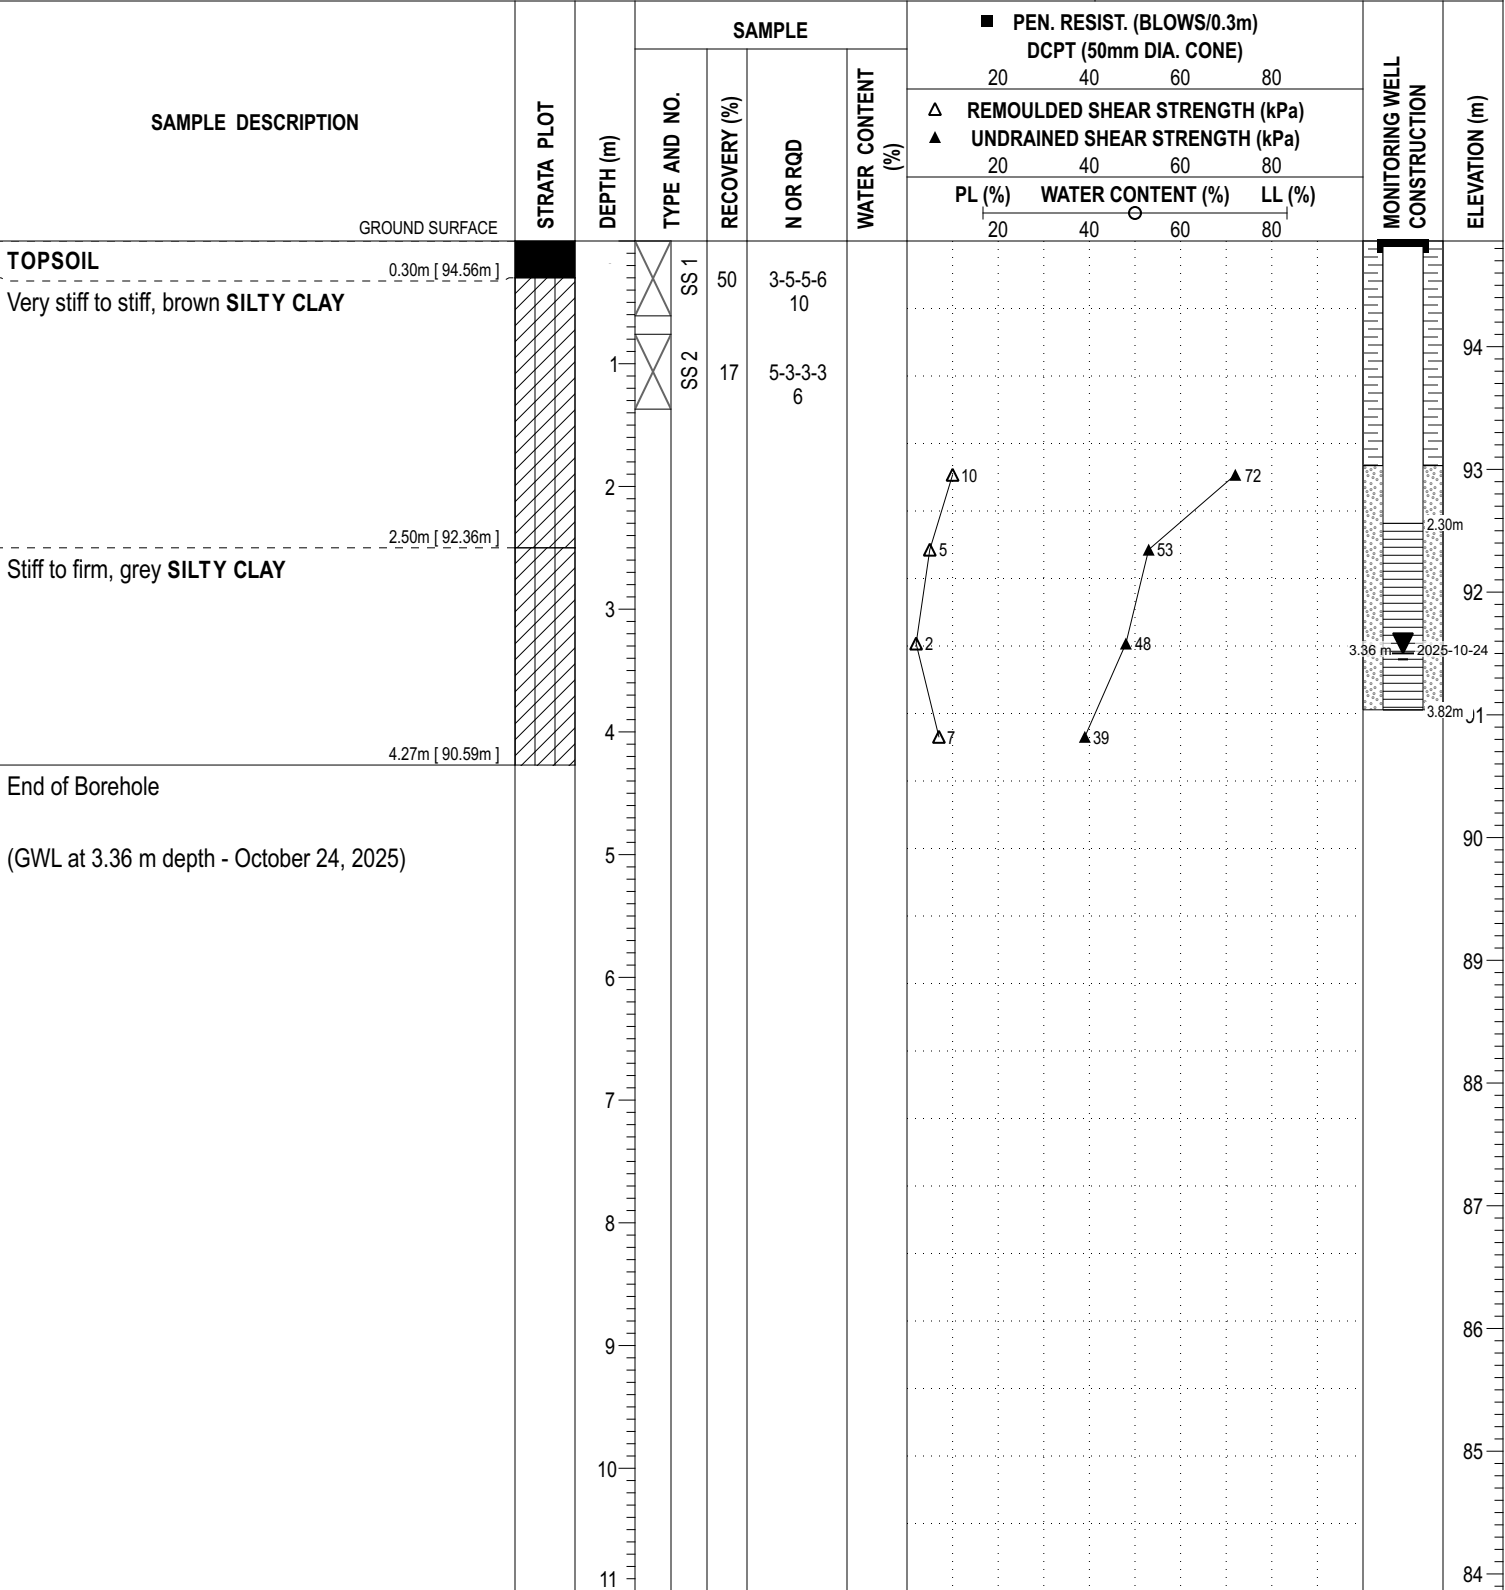 SAMPLE DESCRIPTION
GROUND SURFACE
STRATA PLOT
DEPTH (m)
SAMPLE
TYPE AND NO.
RECOVERY (%)
N OR RQD
WATER CONTENT
(%)
■ PEN. RESIST. (BLOWS/0.3m)
DCPT (50mm DIA. CONE)
20 40 60 80
△ REMOULDED SHEAR STRENGTH (kPa)
▲ UNDRAINED SHEAR STRENGTH (kPa)
20 40 60 80
PL (%) WATER CONTENT (%) LL (%)
20 40 60 80
MONITORING WELL
CONSTRUCTION
ELEVATION (m)
TOPSOIL
0.30m [ 94.56m ]
Very stiff to stiff, brown SILTY CLAY
2.50m [ 92.36m ]
Stiff to firm, grey SILTY CLAY
4.27m [ 90.59m ]
End of Borehole
(GWL at 3.36 m depth - October 24, 2025)
1
2
3
4
5
6
7
8
9
10
11
SS 1
50
3-5-5-6
10
SS 2
17
5-3-3-3
6
10
72
5
53
2
48
7
39
2.30m
3.36 m
2025-10-24
3.82m
94
93
92
90
89
88
87
86
85
84